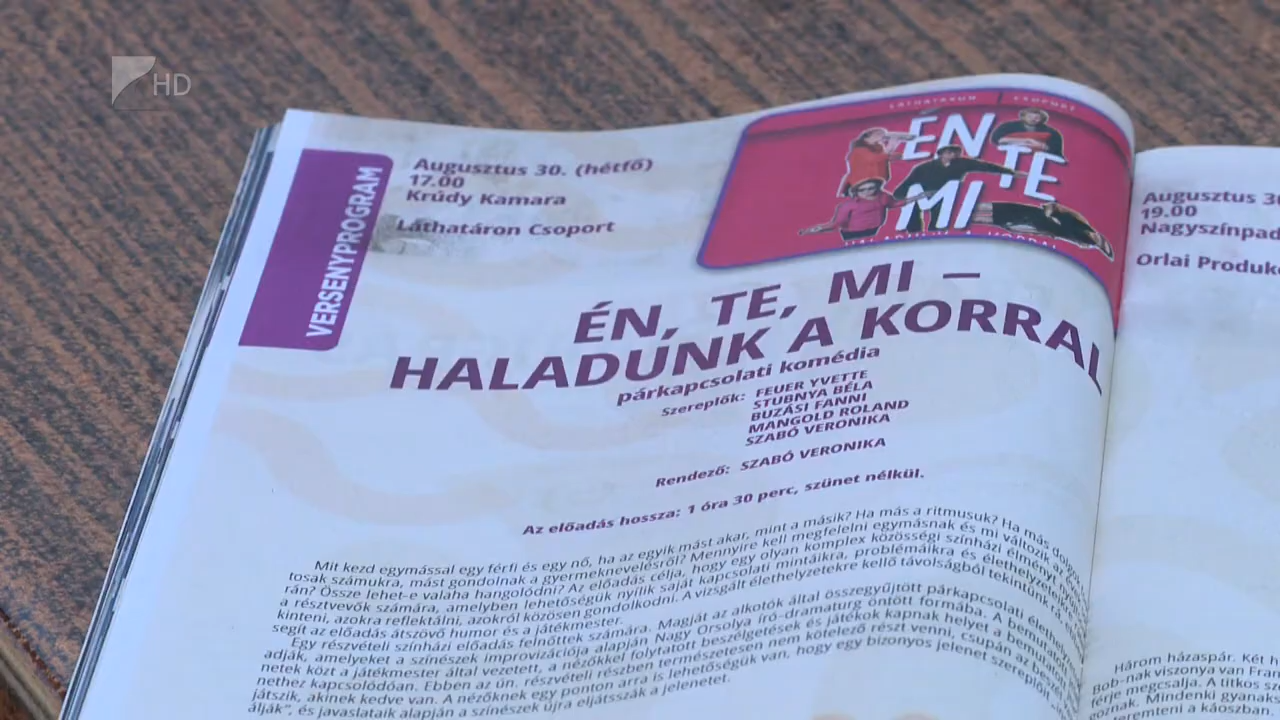 HD
VERSENYPROGRAM
Augusztus 30. (hétfő)
17.00
Krúdy Kamara
Láthatáron Csoport
LÁTHATÁRON CSOPORT
ÉN
TE
MI
ÉN, TE, MI –
HALADUNK A KORRAL
párkapcsolati komédia
Szereplők: FEUER YVETTE
STUBNYA BÉLA
BUZÁSI FANNI
MANGOLD ROLAND
SZABÓ VERONIKA
Rendező: SZABÓ VERONIKA
Az előadás hossza: 1 óra 30 perc, szünet nélkül.
Mit kezd egymással egy férfi és egy nő, ha az egyik mást akar, mint a másik? Ha más a ritmusuk? Ha más dolgok
tosak számukra, mást gondolnak a gyermeknevelésről? Mennyire kell megfelelni egymásnak és mi változik az
rán? Össze lehet-e valaha hangolódni? Az előadás célja, hogy egy olyan komplex közösségi színházi élményt
a résztvevők számára, amelyben lehetőségük nyílik saját kapcsolati mintáikra, problémáikra és élethelyzeteikre
kinteni, azokra reflektálni, azokról közösen gondolkodni. A vizsgált élethelyzetekre kellő távolságból tekintünk
segít az előadás átszövő humor és a játékmester.
Egy részvételi színházi előadás felnőttek számára. Magját az alkotók által összegyűjtött párkapcsolati
adják, amelyeket a színészek improvizációja alapján Nagy Orsolya író-dramaturg öntött formába. A
netek közt a játékmester által vezetett, a nézőkkel folytatott beszélgetések és játékok kapnak helyet a bemutatott
nethez kapcsolódóan. Ebben az ún. részvételi részben természetesen nem kötelező részt venni, csupán az
játszik, akinek kedve van. A nézőknek egy ponton arra is lehetőségük van, hogy egy bizonyos jelenet szereplőit
álják", és javaslataik alapján a színészek újra eljátsszák a jelenetet.
Augusztus 30
19.00
Nagyszínpad
Orlai Produk
Három házaspár. Két h
Bob-nak viszonya van Fran
férje megcsalja. A titkos sz
oznak. Mindenki gyanaks
teremteni a káoszban.